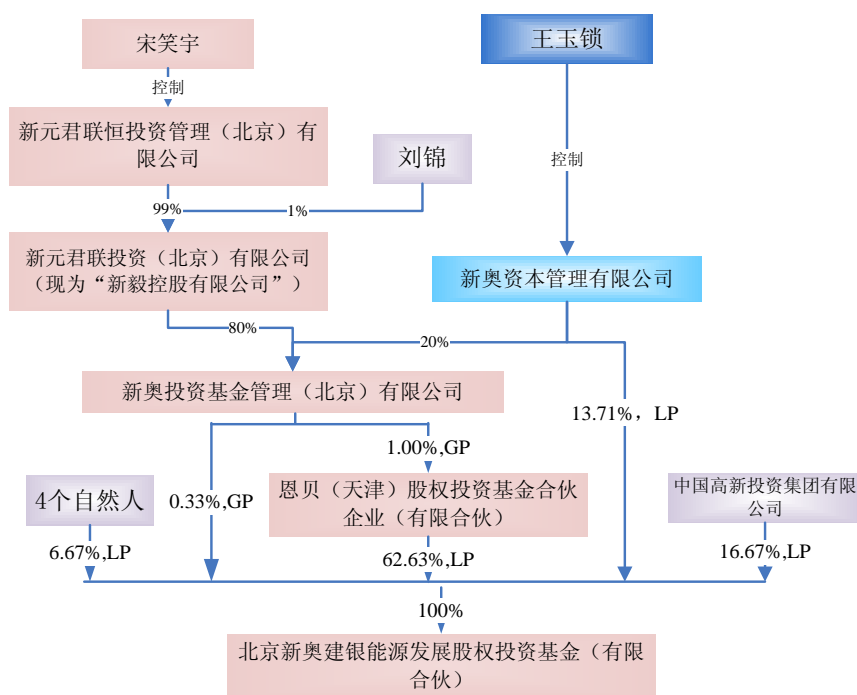 宋笑宇
王玉锁
控制
新元君联恒投资管理（北京）有
限公司
刘锦
控制
99%
1%
新元君联投资（北京）有限公司
（现为“新毅控股有限公司”）
新奥资本管理有限公司
80%
20%
新奥投资基金管理（北京）有限公司
13.71%，LP
1.00%,GP
4个自然人
0.33%,GP
恩贝（天津）股权投资基金合伙
企业（有限合伙）
中国高新投资集团有限
公司
6.67%,LP
62.63%,LP
16.67%,LP
100%
北京新奥建银能源发展股权投资基金（有限
合伙）